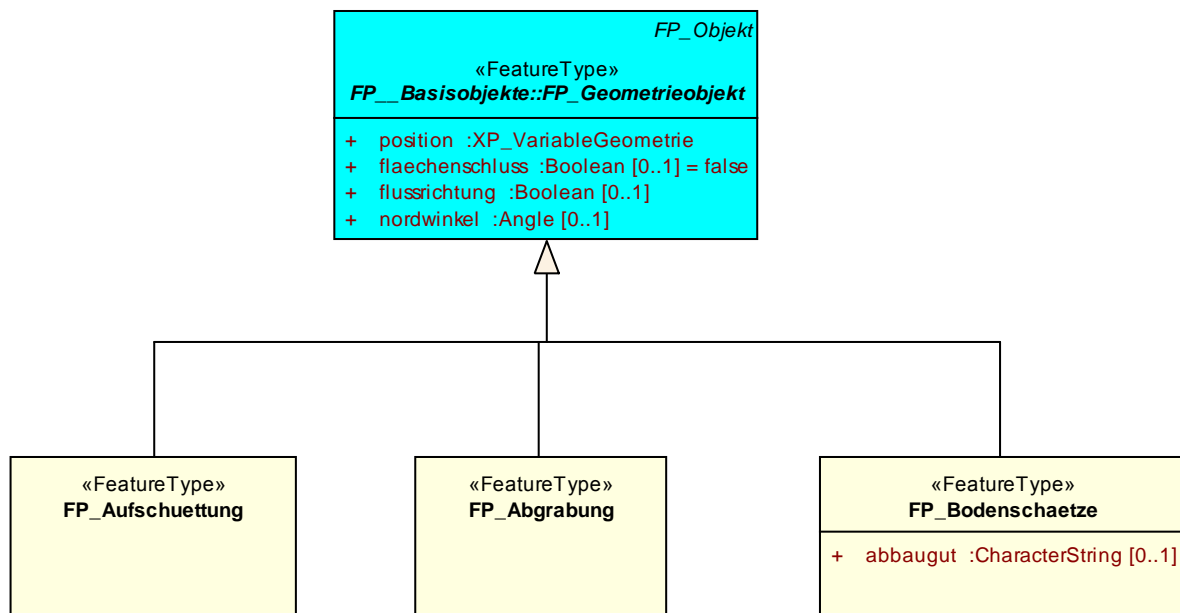 FP_Objekt
«FeatureType»
FP__Basisobjekte::FP_Geometrieobjekt
+ position :XP_VariableGeometrie
+ flaechenschluss :Boolean [0..1] = false
+ flussrichtung :Boolean [0..1]
+ nordwinkel :Angle [0..1]
«FeatureType»
FP_Aufschuettung
«FeatureType»
FP_Abgrabung
«FeatureType»
FP_Bodenschaetze
+ abbaugut :CharacterString [0..1]